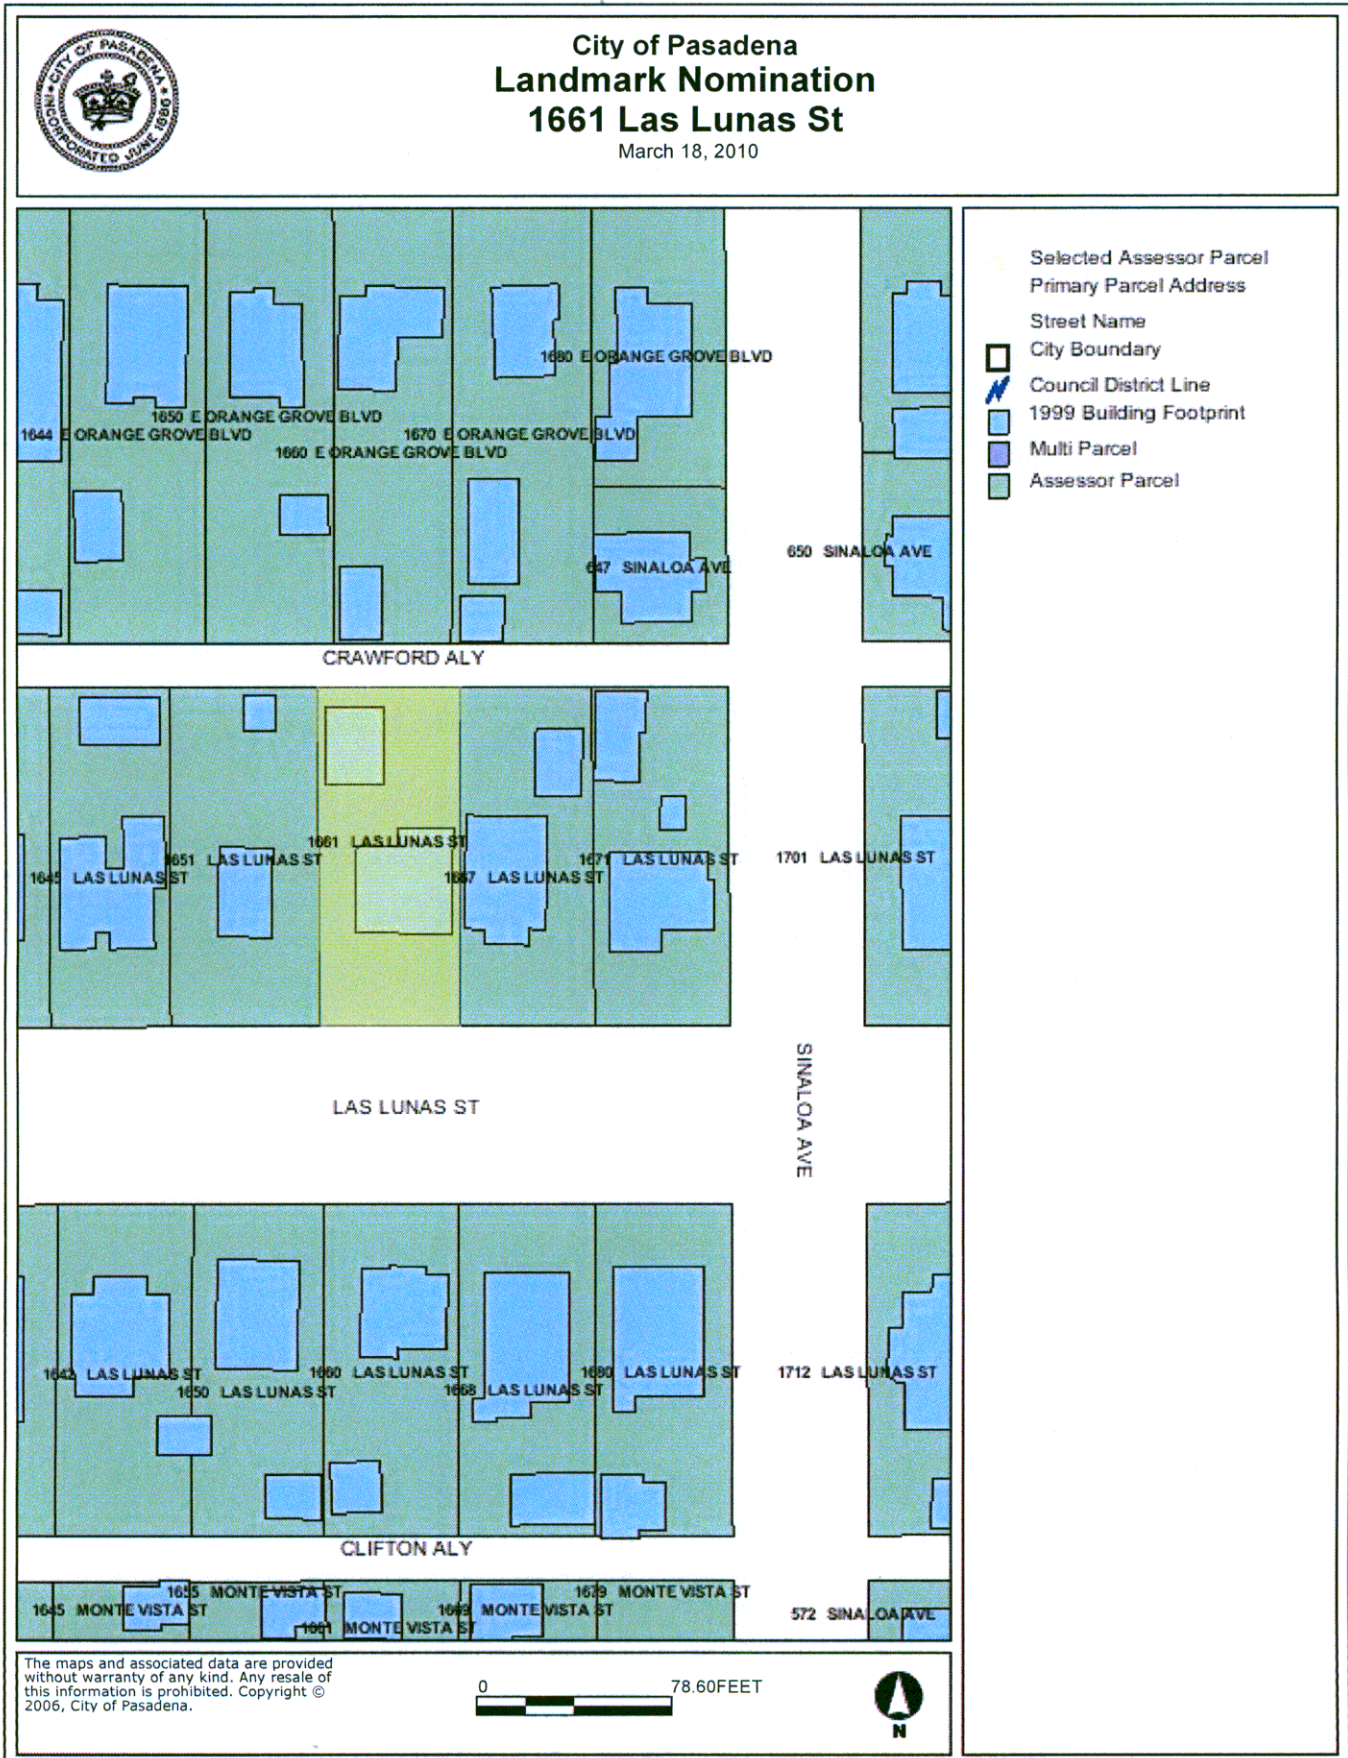 CITY OF PASADENA
INCORPORATED JUNE 1886
City of Pasadena
Landmark Nomination
1661 Las Lunas St
March 18, 2010
Selected Assessor Parcel
Primary Parcel Address
Street Name
City Boundary
Council District Line
1999 Building Footprint
Multi Parcel
Assessor Parcel
1680 E ORANGE GROVE BLVD
1650 E ORANGE GROVE BLVD
1644 E ORANGE GROVE BLVD
1670 E ORANGE GROVE BLVD
1660 E ORANGE GROVE BLVD
650 SINALOA AVE
647 SINALOA AVE
CRAWFORD ALY
1661 LAS LUNAS ST
1651 LAS LUNAS ST
1671 LAS LUNAS ST
1701 LAS LUNAS ST
1645 LAS LUNAS ST
1667 LAS LUNAS ST
LAS LUNAS ST
SINALOA AVE
1642 LAS LUNAS ST
1660 LAS LUNAS ST
1680 LAS LUNAS ST
1712 LAS LUNAS ST
1650 LAS LUNAS ST
1668 LAS LUNAS ST
CLIFTON ALY
1655 MONTE VISTA ST
1679 MONTE VISTA ST
1645 MONTE VISTA ST
1669 MONTE VISTA ST
572 SINALOA AVE
1661 MONTE VISTA ST
The maps and associated data are provided
without warranty of any kind. Any resale of
this information is prohibited. Copyright ©
2006, City of Pasadena.
0 78.60FEET
N